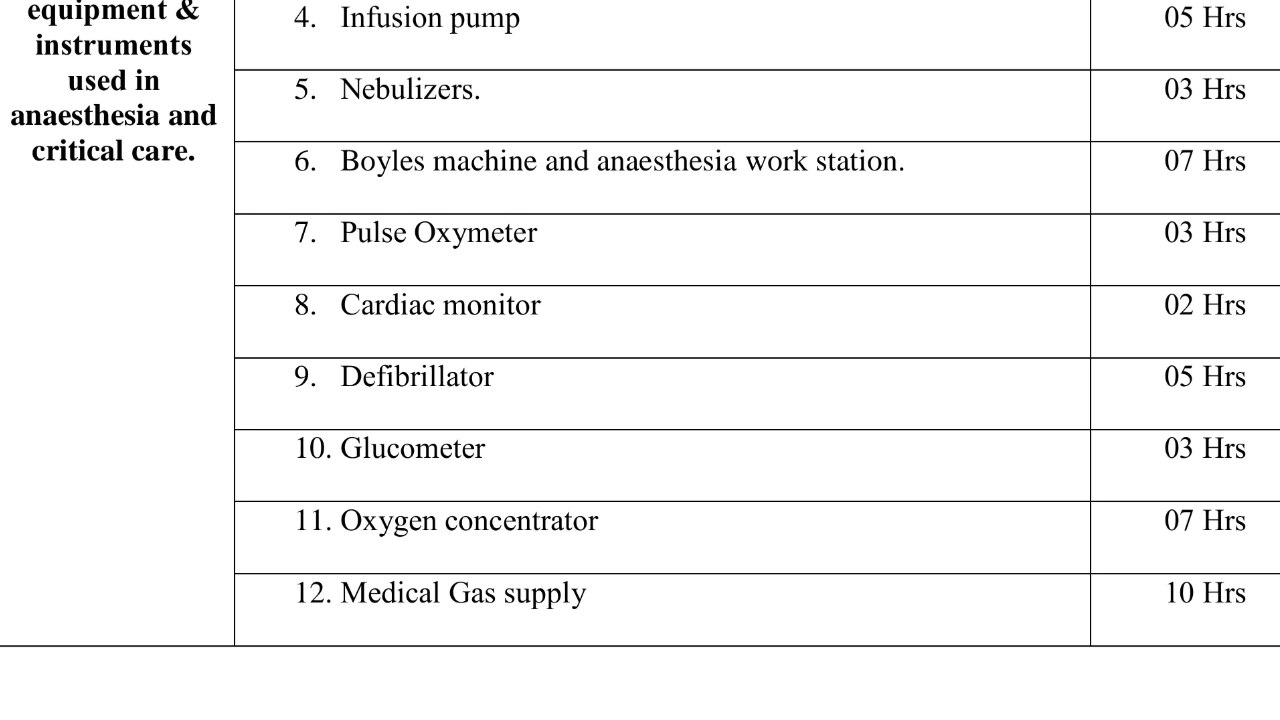 equipment &
instruments
used in
anaesthesia and
critical care.
4. Infusion pump 05 Hrs
5. Nebulizers. 03 Hrs
6. Boyles machine and anaesthesia work station. 07 Hrs
7. Pulse Oxymeter 03 Hrs
8. Cardiac monitor 02 Hrs
9. Defibrillator 05 Hrs
10. Glucometer 03 Hrs
11. Oxygen concentrator 07 Hrs
12. Medical Gas supply 10 Hrs